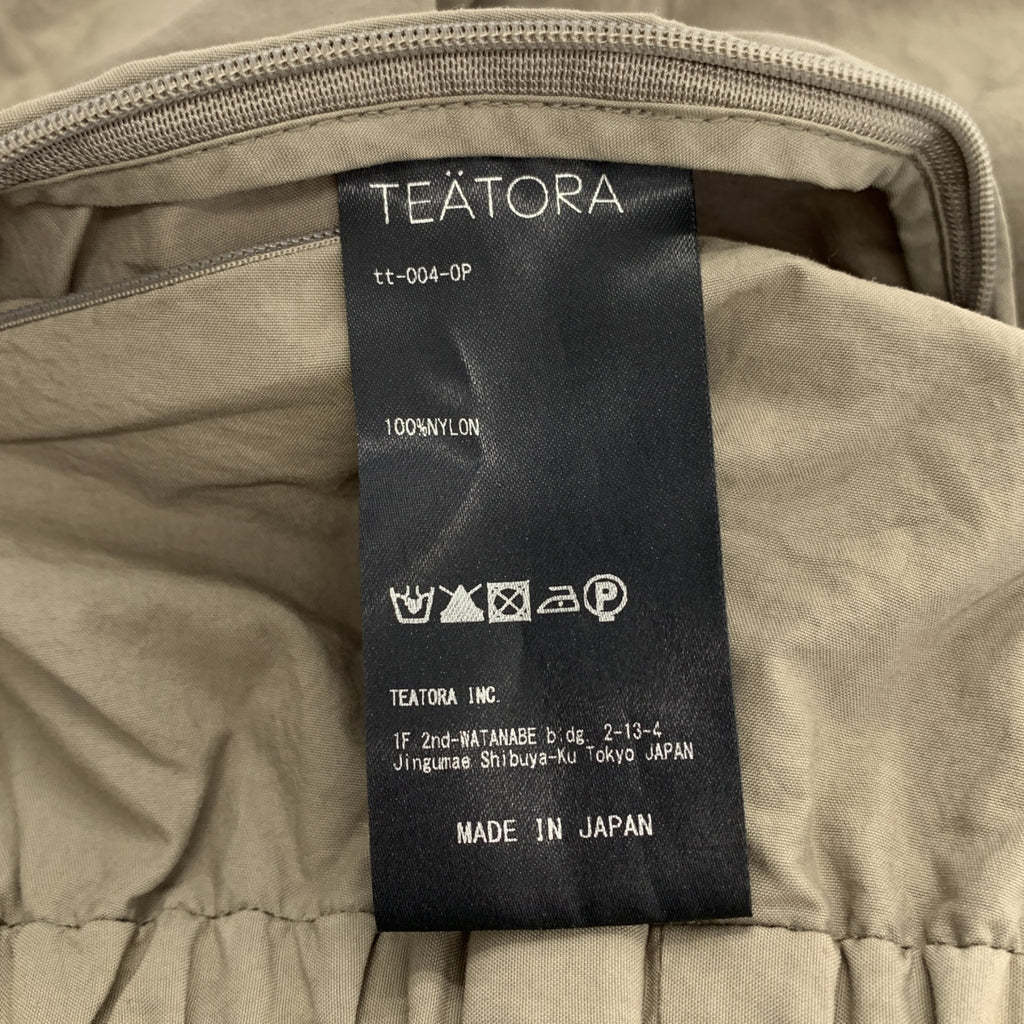 TEÄTORA
tt-004-OP
100%NYLON
P
TEATORA INC.
1F 2nd-WATANABE bldg. 2-13-4
Jingumae Shibuya-Ku Tokyo JAPAN
MADE IN JAPAN